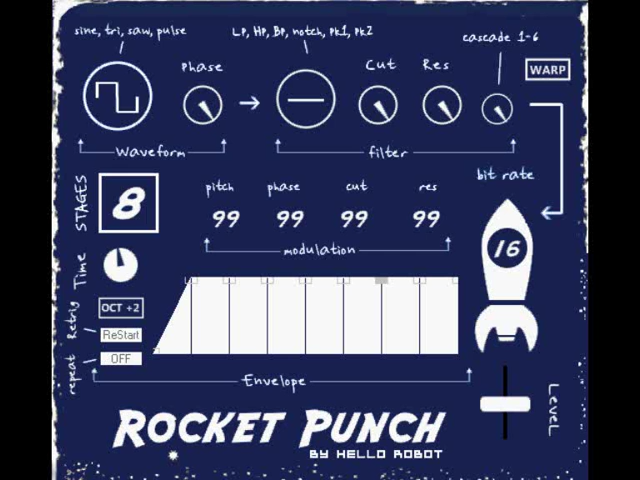 sine, tri, saw, pulse
LP, HP, BP, notch, pk1, pk2
cascade 1-6
Phase
Cut
Res
WARP
Waveform
filter
bit rate
STAGES
8
pitch
phase
cut
res
99
99
99
99
16
modulation
Time
OCT +2
Retrig
ReStart
repeat
OFF
Envelope
LeveL
ROCKET PUNCH
BY HELLO ROBOT